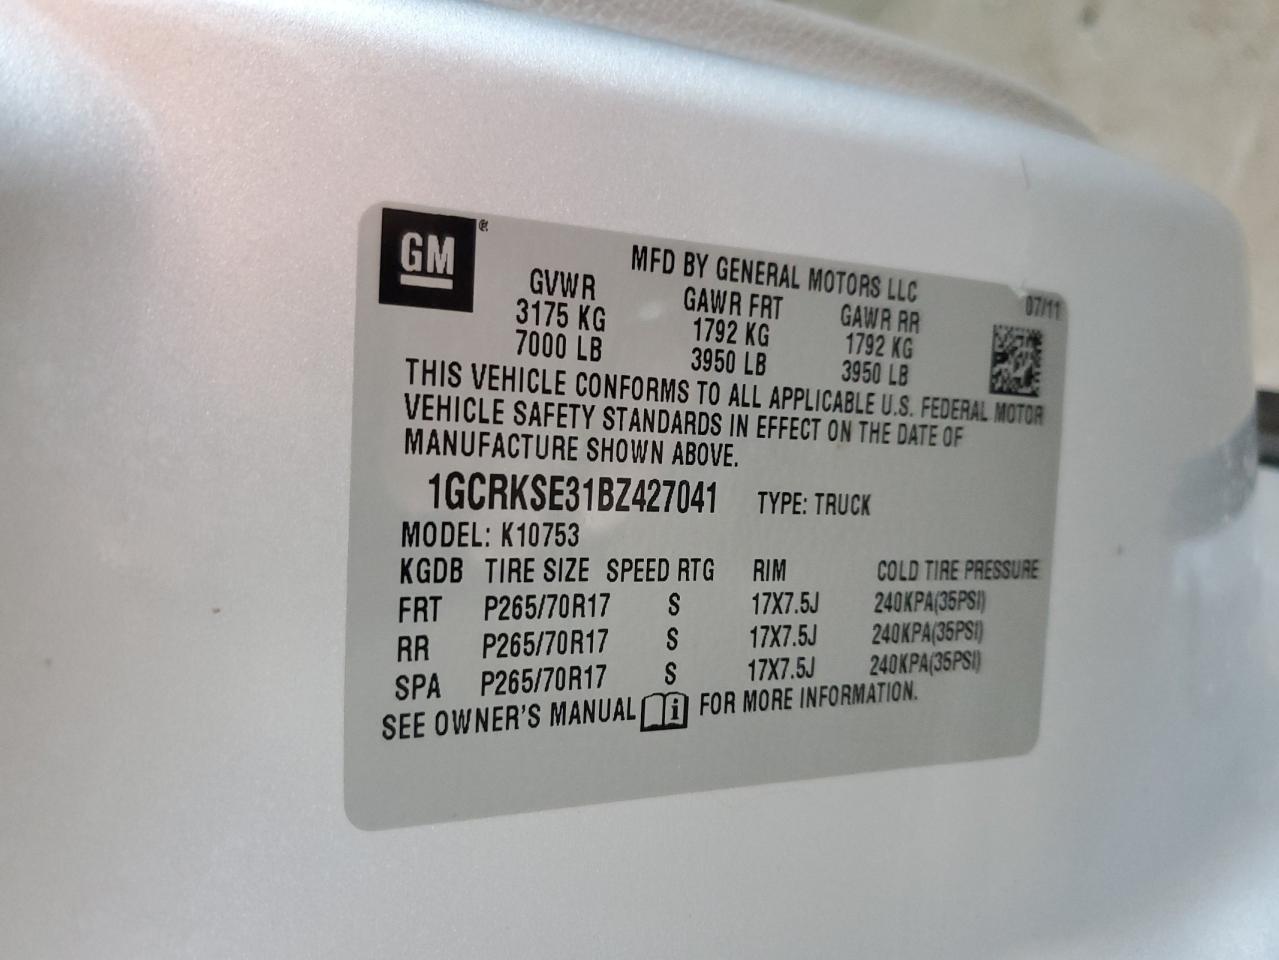 GM
MFD BY GENERAL MOTORS LLC
07/11
GVWR GAWR FRT GAWR RR
3175 KG 1792 KG 1792 KG
7000 LB 3950 LB 3950 LB
THIS VEHICLE CONFORMS TO ALL APPLICABLE U.S. FEDERAL MOTOR
VEHICLE SAFETY STANDARDS IN EFFECT ON THE DATE OF
MANUFACTURE SHOWN ABOVE.
1GCRKSE31BZ427041 TYPE: TRUCK
MODEL: K10753
KGDB TIRE SIZE SPEED RTG RIM COLD TIRE PRESSURE
FRT P265/70R17 S 17X7.5J 240KPA(35PSI)
RR P265/70R17 S 17X7.5J 240KPA(35PSI)
SPA P265/70R17 S 17X7.5J 240KPA(35PSI)
SEE OWNER'S MANUAL i FOR MORE INFORMATION.